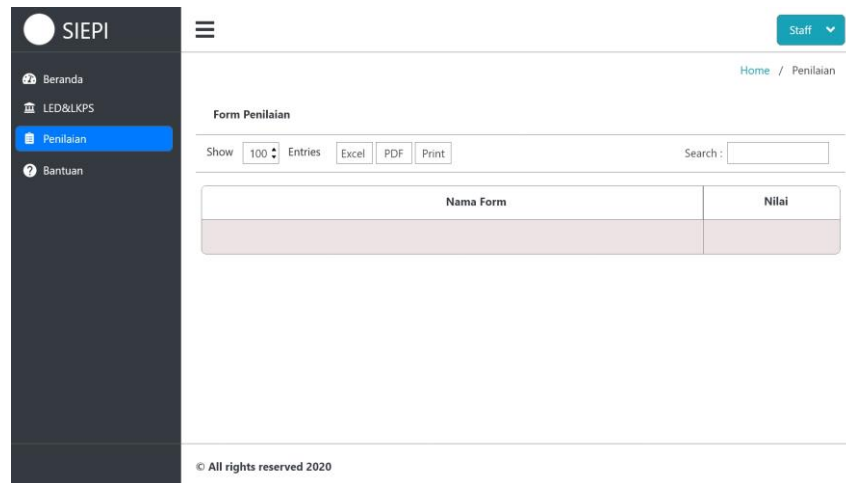 SIEPI
Staff
Beranda
LED&LKPS
Penilaian
Bantuan
Home / Penilaian
Form Penilaian
Show 100 Entries Excel PDF Print Search :
Nama Form Nilai
© All rights reserved 2020